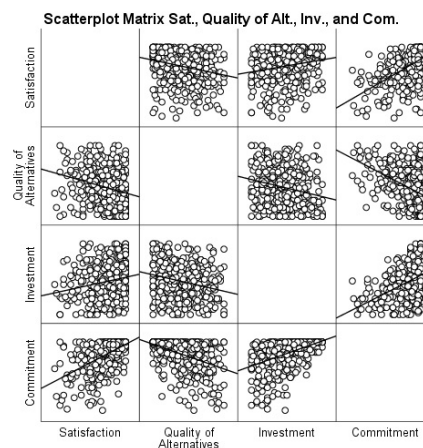 Scatterplot Matrix Sat., Quality of Alt., Inv., and Com.
Satisfaction
Quality of
Alternatives
Investment
Commitment
Satisfaction
Quality of
Alternatives
Investment
Commitment